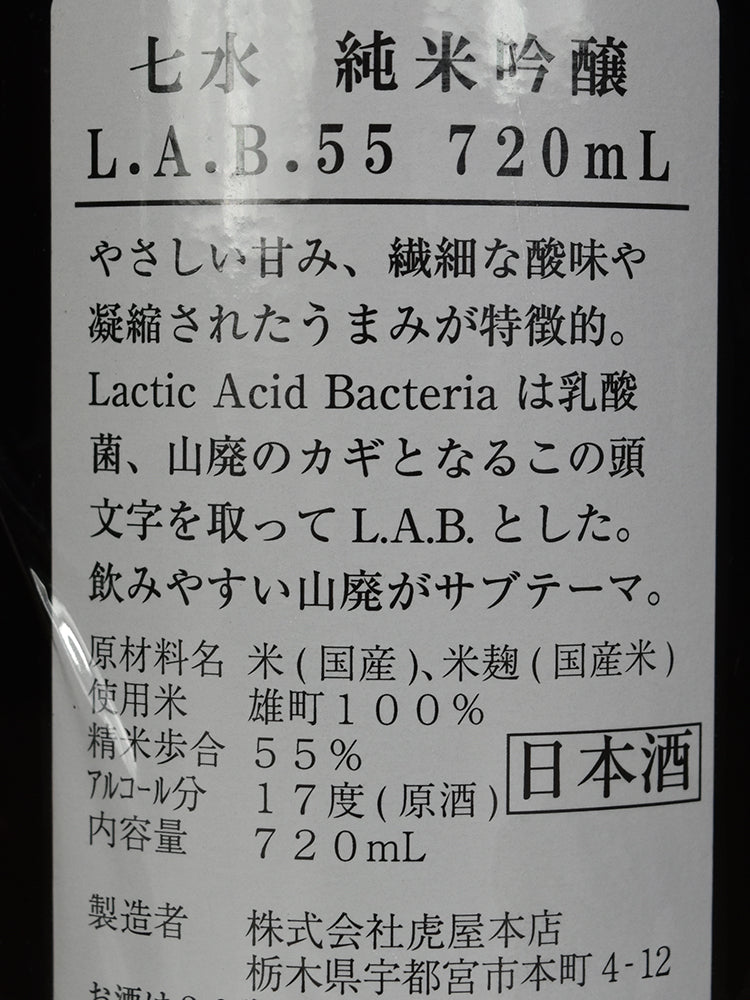 七水　純米吟醸
L.A.B.55 720mL
やさしい甘み、繊細な酸味や
凝縮されたうまみが特徴的。
Lactic Acid Bacteria は乳酸
菌、山廃のカギとなるこの頭
文字を取って L.A.B. とした。
飲みやすい山廃がサブテーマ。
原材料名 米(国産)、米麹(国産米)
使用米 雄町１００％
精米歩合 ５５％
アルコール分 １７度(原酒)
日本酒
内容量 ７２０mL
製造者 株式会社虎屋本店
栃木県宇都宮市本町4-12
お酒は